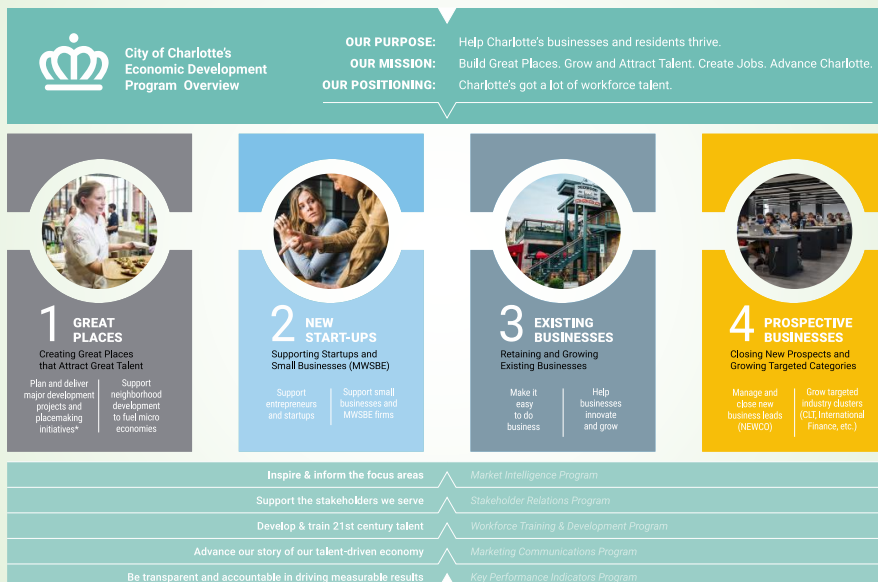 City of Charlotte's
Economic Development
Program Overview
OUR PURPOSE: Help Charlotte's businesses and residents thrive.
OUR MISSION: Build Great Places. Grow and Attract Talent. Create Jobs. Advance Charlotte.
OUR POSITIONING: Charlotte's got a lot of workforce talent.
1 GREAT
PLACES
Creating Great Places
that Attract Great Talent
Plan and deliver
major development
projects and
placemaking
initiatives*
Support
neighborhood
development
to fuel micro
economies
2 NEW
START-UPS
Supporting Startups and
Small Businesses (MWSBE)
Support
entrepreneurs
and startups
Support small
businesses and
MWSBE firms
3 EXISTING
BUSINESSES
Retaining and Growing
Existing Businesses
Make it
easy
to do
business
Help
businesses
innovate
and grow
4 PROSPECTIVE
BUSINESSES
Closing New Prospects and
Growing Targeted Categories
Manage and
close new
business leads
(NEWCO)
Grow targeted
industry clusters
(CLT, International
Finance, etc.)
Inspire & inform the focus areas Market Intelligence Program
Support the stakeholders we serve Stakeholder Relations Program
Develop & train 21st century talent Workforce Training & Development Program
Advance our story of our talent-driven economy Marketing Communications Program
Be transparent and accountable in driving measurable results Key Performance Indicators Program